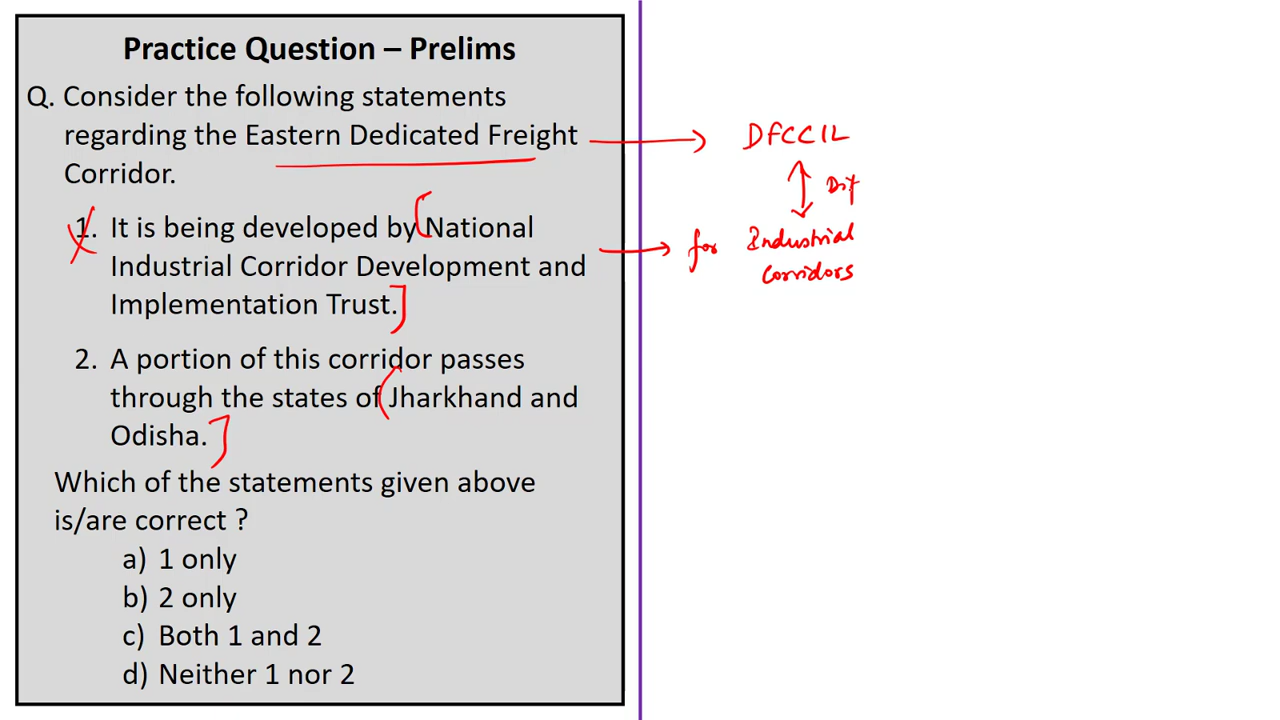 Practice Question – Prelims
Q. Consider the following statements
regarding the Eastern Dedicated Freight
Corridor.
1. It is being developed by National
Industrial Corridor Development and
Implementation Trust.
2. A portion of this corridor passes
through the states of Jharkhand and
Odisha.
Which of the statements given above
is/are correct ?
a) 1 only
b) 2 only
c) Both 1 and 2
d) Neither 1 nor 2
DFCCIL
for Industrial
Corridors